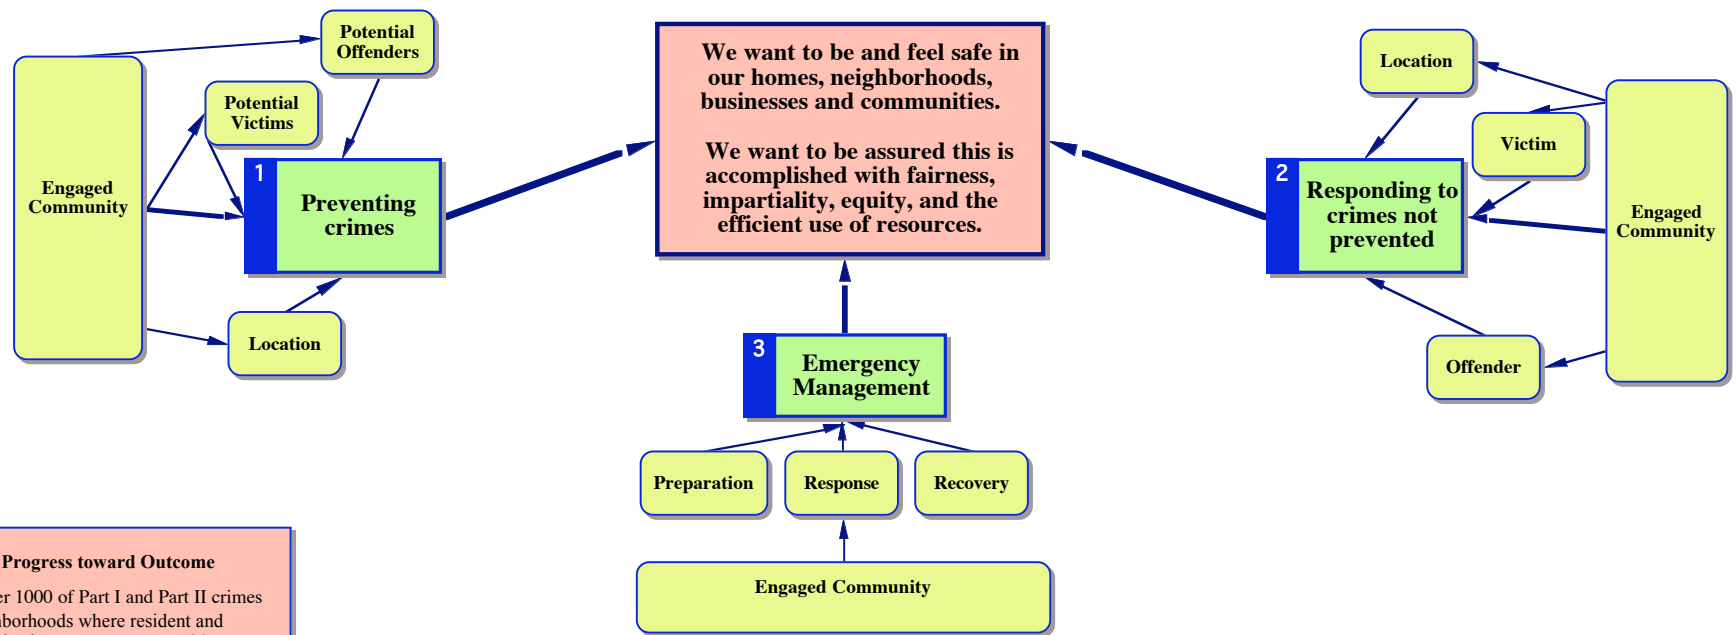 Potential
Offenders
Potential
Victims
Engaged
Community
1
Preventing
crimes
Location
We want to be and feel safe in
our homes, neighborhoods,
businesses and communities.
We want to be assured this is
accomplished with fairness,
impartiality, equity, and the
efficient use of resources.
Location
Victim
2
Responding to
crimes not
prevented
Engaged
Community
Offender
3
Emergency
Management
Preparation
Response
Recovery
Engaged Community
Progress toward Outcome
1000 of Part I and Part II crimes
where resident and